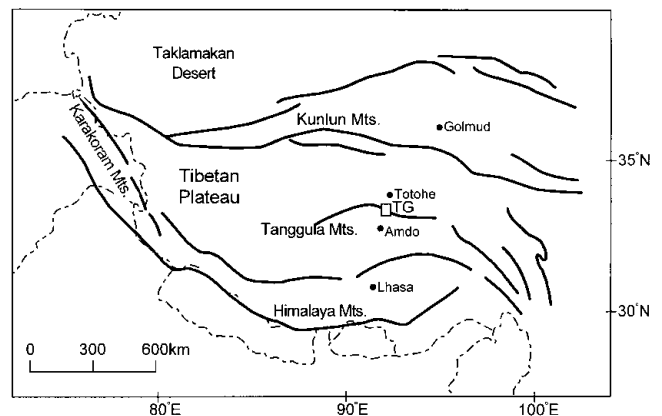 Taklamakan
Desert
Kunlun Mts.
Golmud
Karakoram Mts.
35°N
Tibetan
Plateau
Totohe
TG
Tanggula Mts.
Amdo
Lhasa
Himalaya Mts.
30°N
0 300 600km
80°E 90°E 100°E